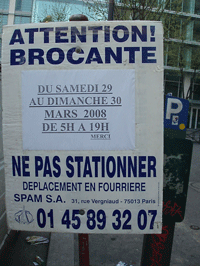 ATTENTION!
BROCANTE
DU SAMEDI 29
AU DIMANCHE 30
MARS 2008
DE 5H A 19H
MERCI
NE PAS STATIONNER
DEPLACEMENT EN FOURRIERE
SPAM S.A. 31, rue Vergniaud - 75013 Paris
01 45 89 32 07
P